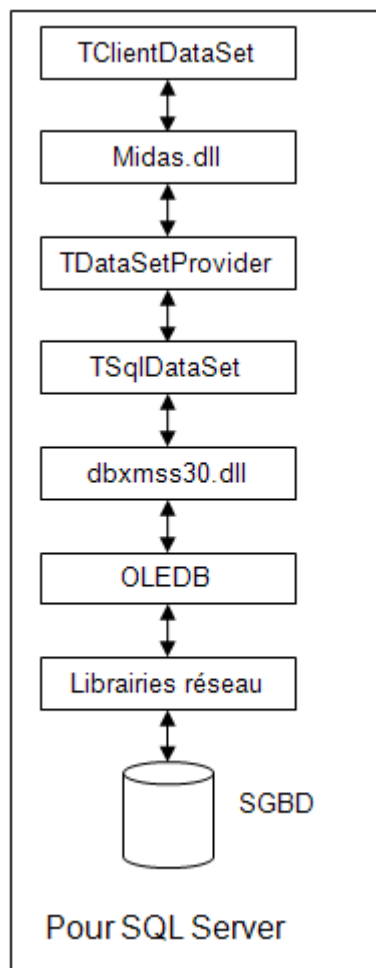 TClientDataSet
Midas.dll
TDataSetProvider
TSqlDataSet
dbxmss30.dll
OLEDB
Librairies réseau
SGBD
Pour SQL Server